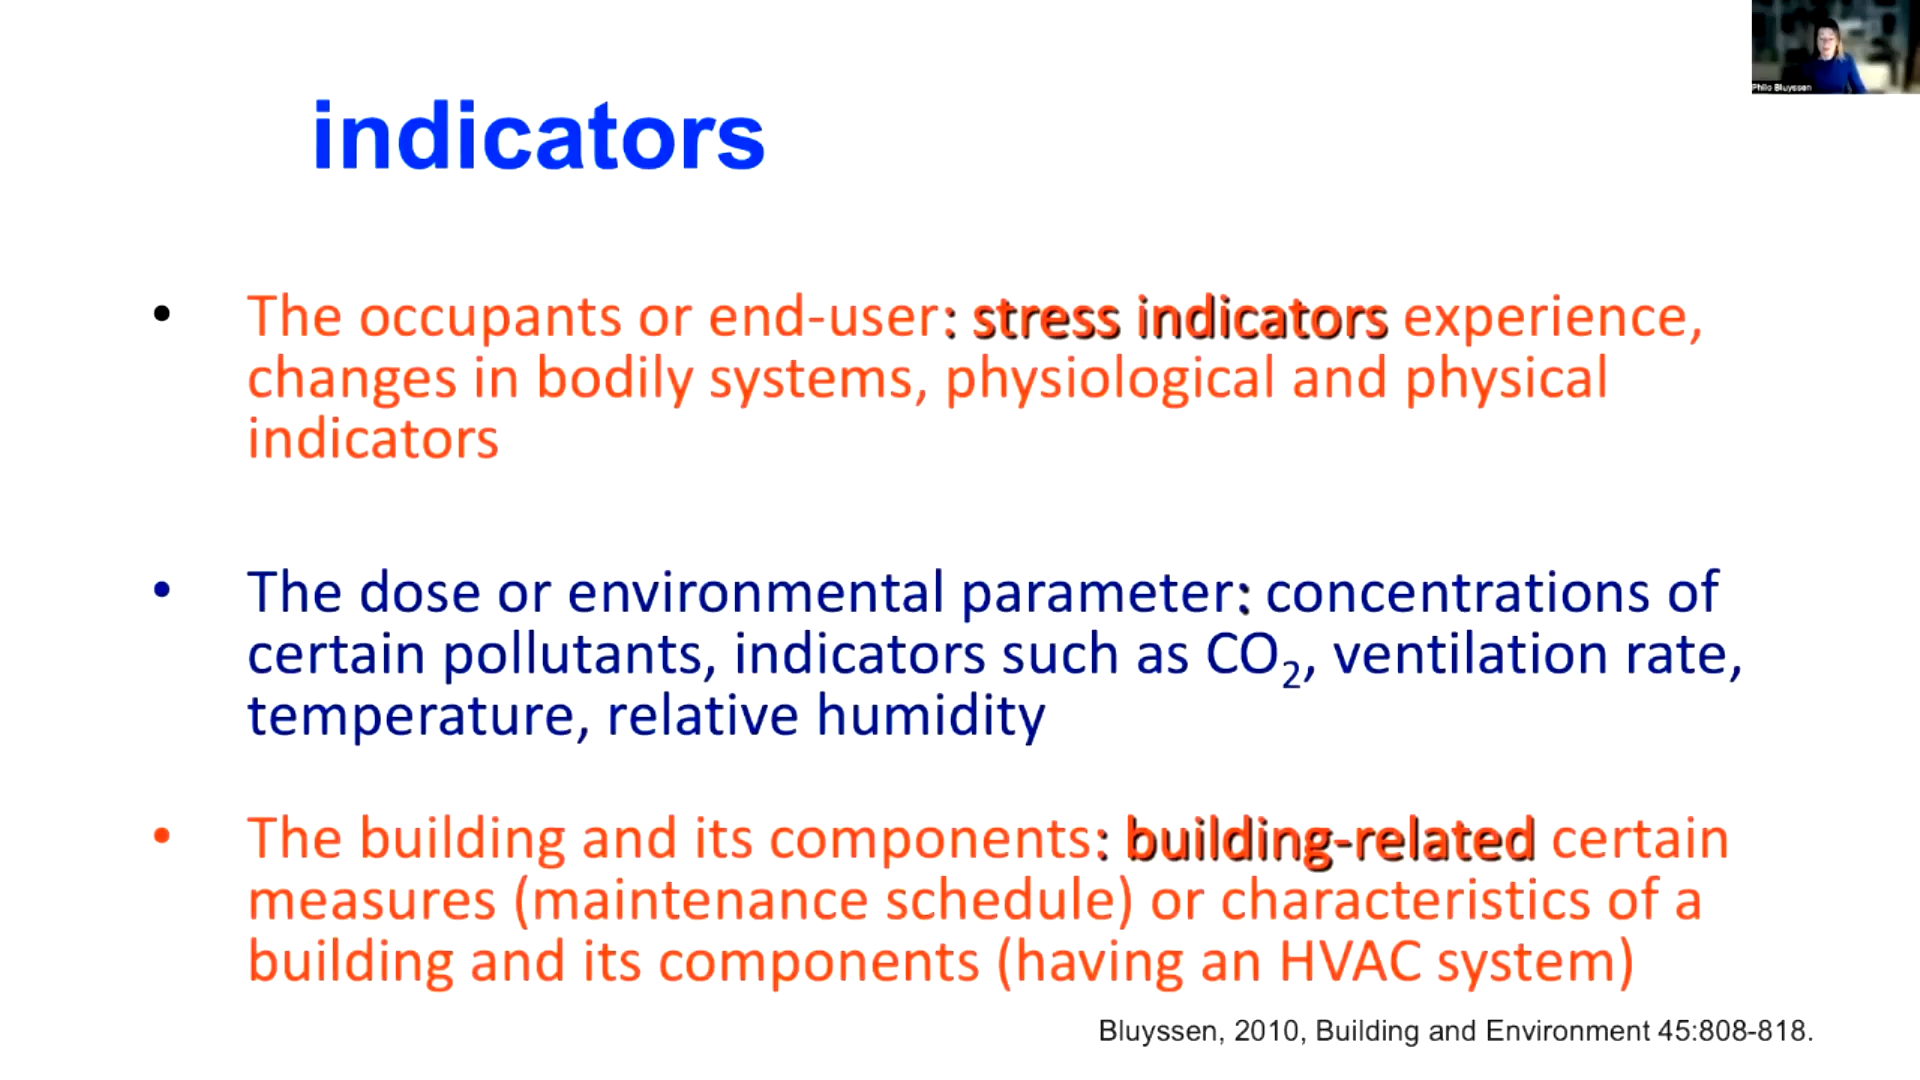 Philo Bluyssen
indicators
• The occupants or end-user: stress indicators experience,
changes in bodily systems, physiological and physical
indicators
• The dose or environmental parameter: concentrations of
certain pollutants, indicators such as CO₂, ventilation rate,
temperature, relative humidity
• The building and its components: building-related certain
measures (maintenance schedule) or characteristics of a
building and its components (having an HVAC system)
Bluyssen, 2010, Building and Environment 45:808-818.